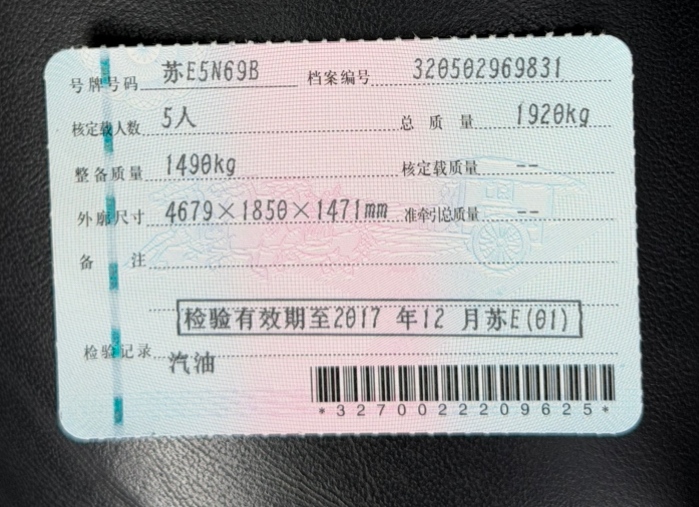 号牌号码 苏E5N69B 档案编号 320502969831
核定载人数 5人 总质量 1920kg
整备质量 1490kg 核定载质量 --
外廓尺寸 4679×1850×1471mm 准牵引总质量 --
备注
检验有效期至2017 年12 月苏E(01)
检验记录
汽油
*3270022209625*